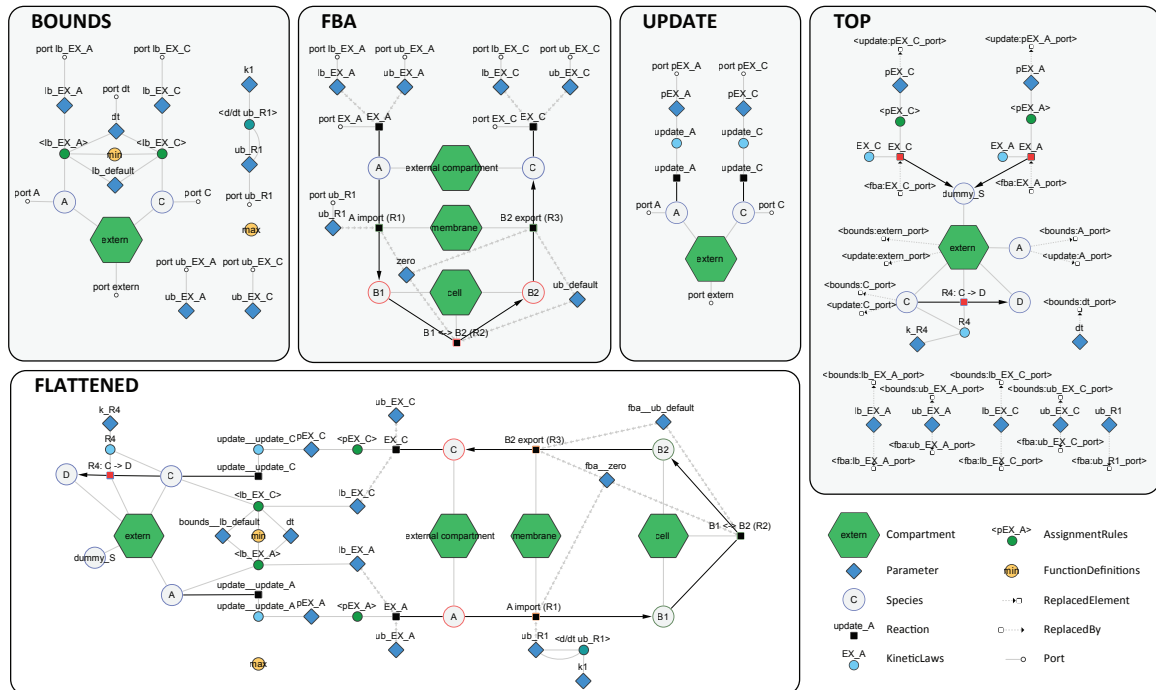 BOUNDS
port lb_EX_A
port lb_EX_C
lb_EX_A
port dt
lb_EX_C
k1
dt
<d/dt ub_R1>
<lb_EX_A>
min
<lb_EX_C>
ub_R1
lb_default
port A
A
C
port C
port ub_R1
extern
max
port extern
port ub_EX_A
port ub_EX_C
ub_EX_A
ub_EX_C
FBA
port lb_EX_A
port ub_EX_A
port lb_EX_C
port ub_EX_C
lb_EX_A
ub_EX_A
lb_EX_C
ub_EX_C
port EX_A
EX_A
port EX_C
EX_C
A
external compartment
C
port ub_R1
ub_R1
A import (R1)
membrane
B2 export (R3)
zero
B1
cell
B2
ub_default
B1 <-> B2 (R2)
UPDATE
port pEX_A
port pEX_C
pEX_A
pEX_C
update_A
update_C
update_A
update_C
port A
A
C
port C
extern
port extern
TOP
<update:pEX_C_port>
<update:pEX_A_port>
pEX_C
pEX_A
<pEX_C>
<pEX_A>
EX_C
EX_C
EX_A
EX_A
<fba:EX_C_port>
<fba:EX_A_port>
dummy_S
<bounds:extern_port>
<update:extern_port>
extern
A
<bounds:A_port>
<update:A_port>
<bounds:C_port>
<update:C_port>
C
R4: C -> D
D
<bounds:dt_port>
k_R4
R4
dt
<bounds:lb_EX_A_port>
<bounds:lb_EX_C_port>
<bounds:ub_EX_A_port>
<bounds:ub_EX_C_port>
lb_EX_A
ub_EX_A
lb_EX_C
ub_EX_C
ub_R1
<fba:ub_EX_A_port>
<fba:ub_EX_C_port>
<fba:lb_EX_A_port>
<fba:lb_EX_C_port>
<fba:ub_R1_port>
FLATTENED
k_R4
R4
update__update_C
pEX_C
<pEX_C>
ub_EX_C
EX_C
B2 export (R3)
fba__ub_default
D
R4: C -> D
C
update__update_C
C
B2
fba__zero
<lb_EX_C>
lb_EX_C
bounds__lb_default
dt
B1 <-> B2 (R2)
extern
min
external compartment
membrane
cell
dummy_S
<lb_EX_A>
lb_EX_A
A
update__update_A
update__update_A
pEX_A
<pEX_A>
EX_A
A
A import (R1)
B1
ub_EX_A
ub_R1
<d/dt ub_R1>
max
k1
extern
Compartment
<pEX_A>
AssignmentRules
Parameter
min
FunctionDefinitions
C
Species
ReplacedElement
update_A
Reaction
ReplacedBy
EX_A
KineticLaws
Port